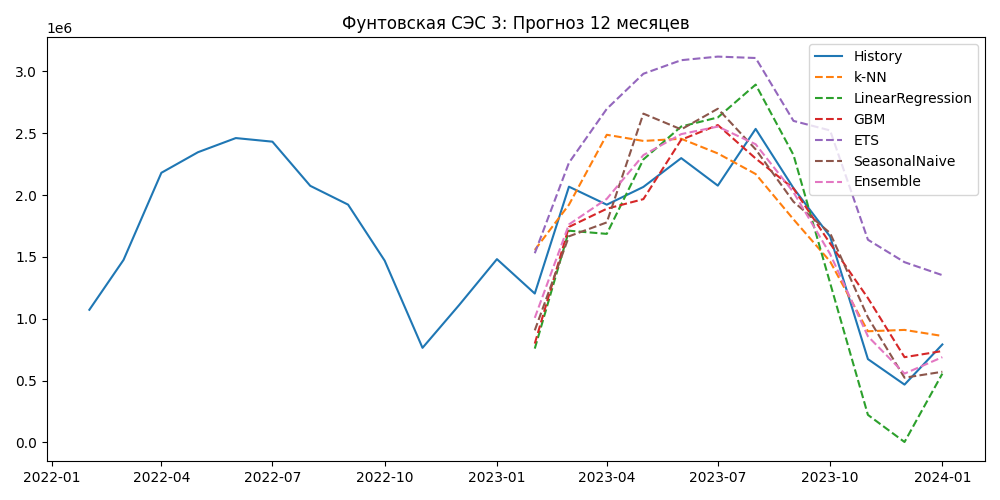 Фунтовская СЭС 3: Прогноз 12 месяцев
1e6
3.0
2.5
2.0
1.5
1.0
0.5
0.0
2022-01
2022-04
2022-07
2022-10
2023-01
2023-04
2023-07
2023-10
2024-01
History
k-NN
LinearRegression
GBM
ETS
SeasonalNaive
Ensemble